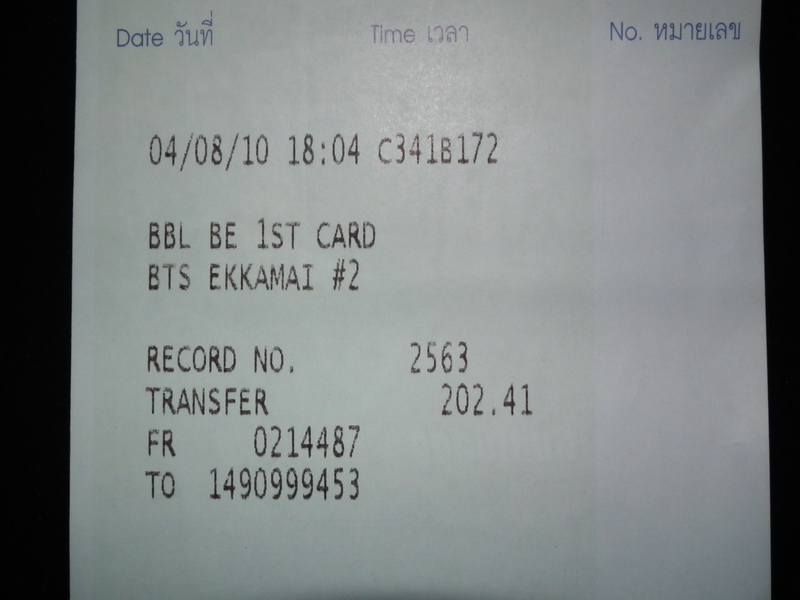 Date วันที่ Time เวลา No. หมายเลข
04/08/10 18:04 C341B172
BBL BE 1ST CARD
BTS EKKAMAI #2
RECORD NO. 2563
TRANSFER 202.41
FR 0214487
TO 1490999453